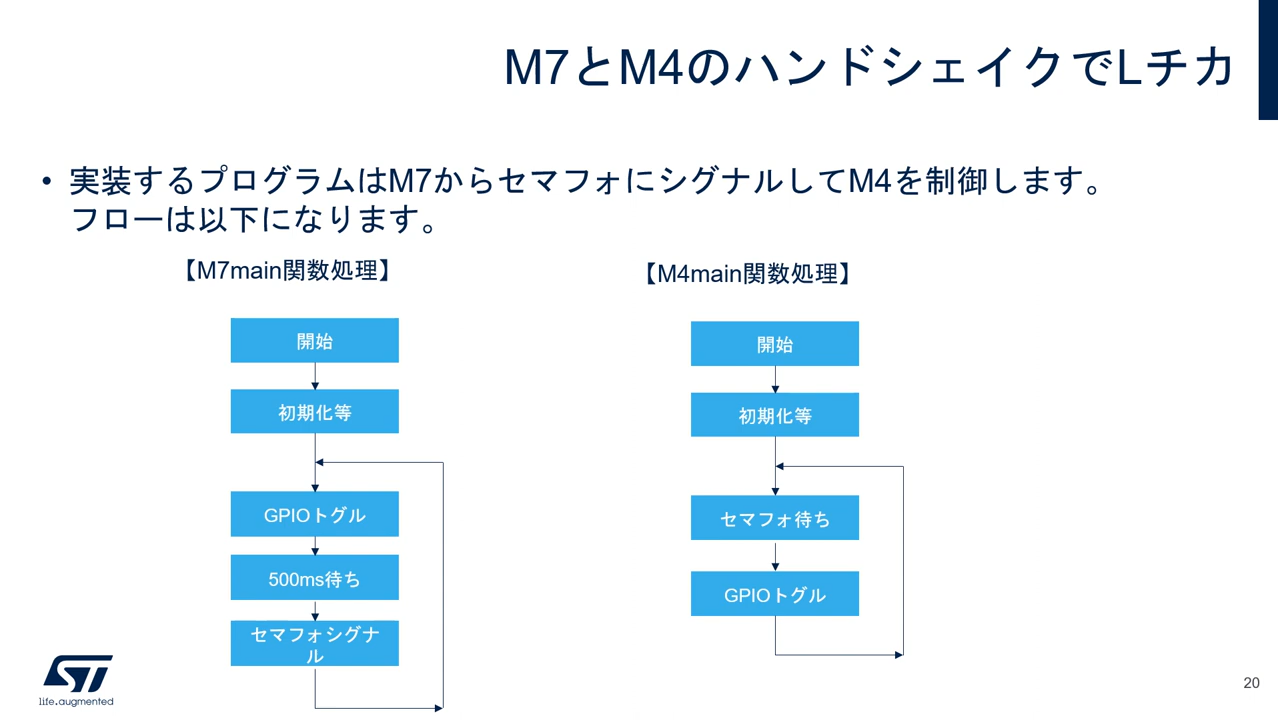 M7とM4のハンドシェイクでLチカ
• 実装するプログラムはM7からセマフォにシグナルしてM4を制御します。
フローは以下になります。
【M7main関数処理】
開始
初期化等
GPIOトグル
500ms待ち
セマフォシグナ
ル
【M4main関数処理】
開始
初期化等
セマフォ待ち
GPIOトグル
ST
life.augmented
20